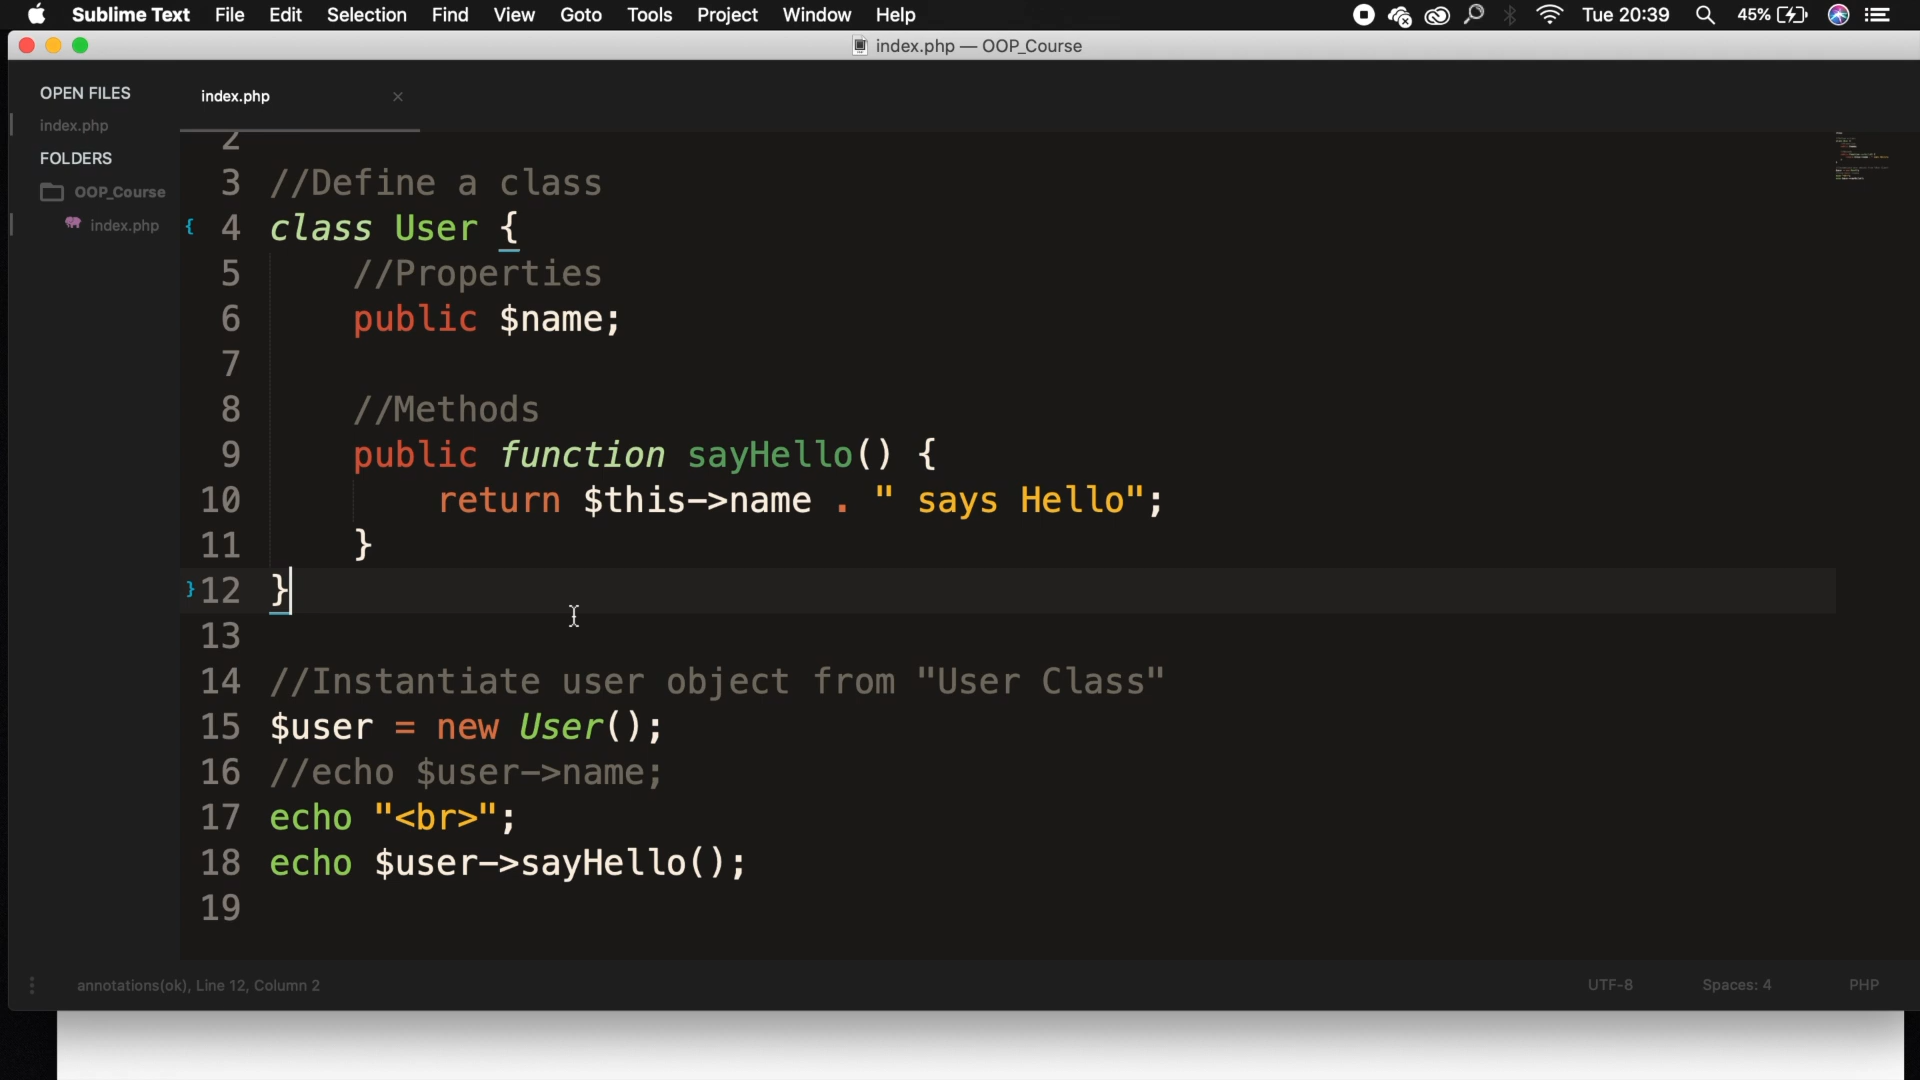 Sublime Text File Edit Selection Find View Goto Tools Project Window Help Tue 20:39 45%
index.php — OOP_Course
OPEN FILES
index.php
FOLDERS
OOP_Course
index.php
index.php ×
2
3 //Define a class
{ 4 class User {
5 //Properties
6 public $name;
7
8 //Methods
9 public function sayHello() {
10 return $this->name . " says Hello";
11 }
} 12 }
13
14 //Instantiate user object from "User Class"
15 $user = new User();
16 //echo $user->name;
17 echo "<br>";
18 echo $user->sayHello();
19
annotations(ok), Line 12, Column 2 UTF-8 Spaces: 4 PHP